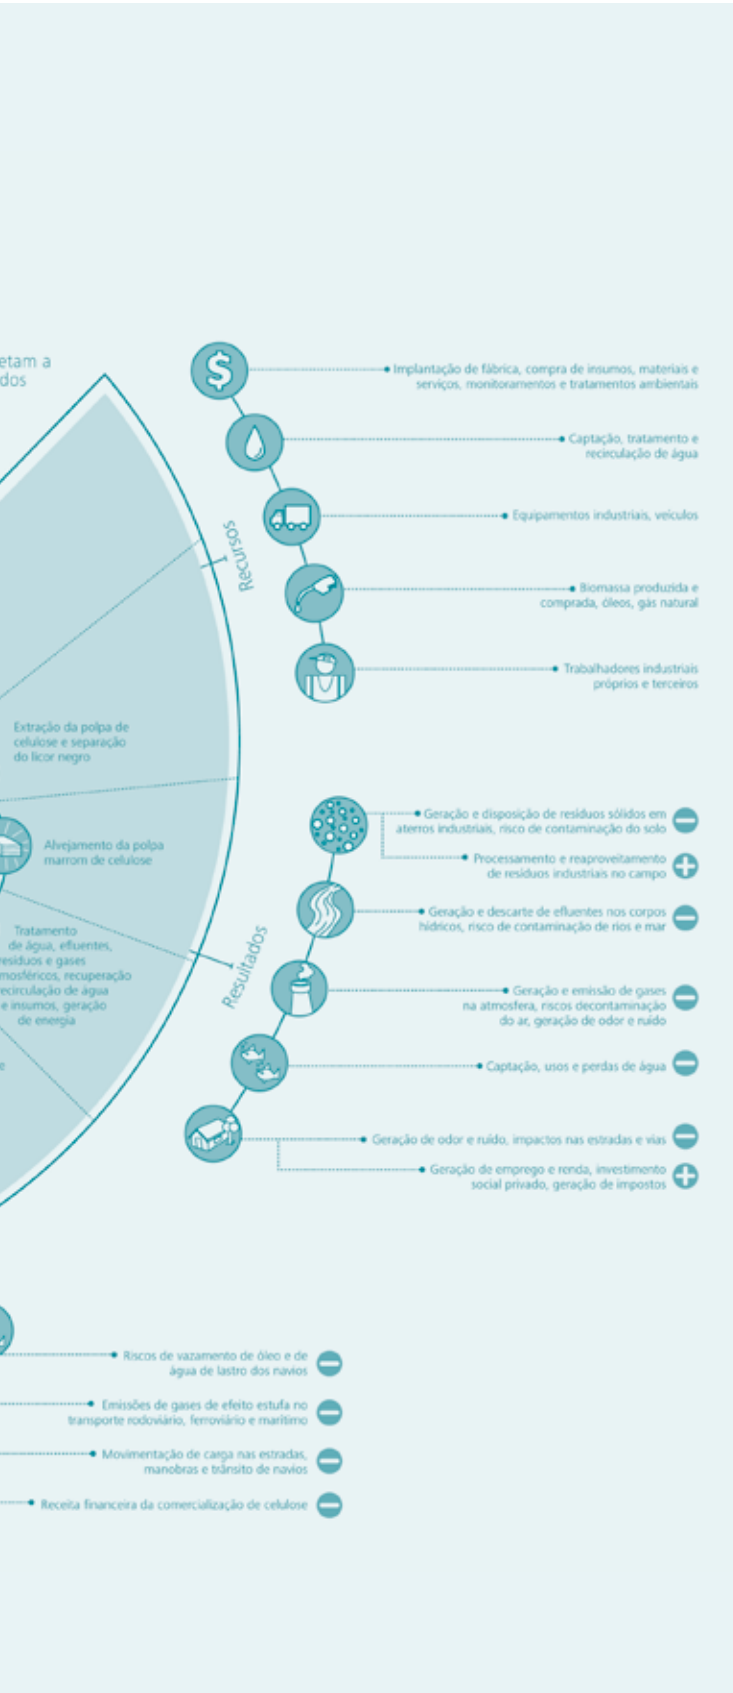 etam a
dos
$
Implantação de fábrica, compra de insumos, materiais e
serviços, monitoramentos e tratamentos ambientais
Captação, tratamento e
recirculação de água
Equipamentos industriais, veículos
Biomassa produzida e
comprada, óleos, gás natural
Trabalhadores industriais
próprios e terceiros
Recursos
Extração da polpa de
celulose e separação
do licor negro
Alvejamento da polpa
marrom de celulose
Tratamento
de água, efluentes,
resíduos e gases
mosféricos, recuperação
recirculação de água
e insumos, geração
de energia
e
Resultados
Geração e disposição de resíduos sólidos em
aterros industriais, risco de contaminação do solo
Processamento e reaproveitamento
de resíduos industriais no campo
Geração e descarte de efluentes nos corpos
hídricos, risco de contaminação de rios e mar
Geração e emissão de gases
na atmosfera, riscos decontaminação
do ar, geração de odor e ruído
Captação, usos e perdas de água
Geração de odor e ruído, impactos nas estradas e vias
Geração de emprego e renda, investimento
social privado, geração de impostos
Riscos de vazamento de óleo e de
água de lastro dos navios
Emissões de gases de efeito estufa no
transporte rodoviário, ferroviário e marítimo
Movimentação de carga nas estradas,
manobras e trânsito de navios
Receita financeira da comercialização de celulose